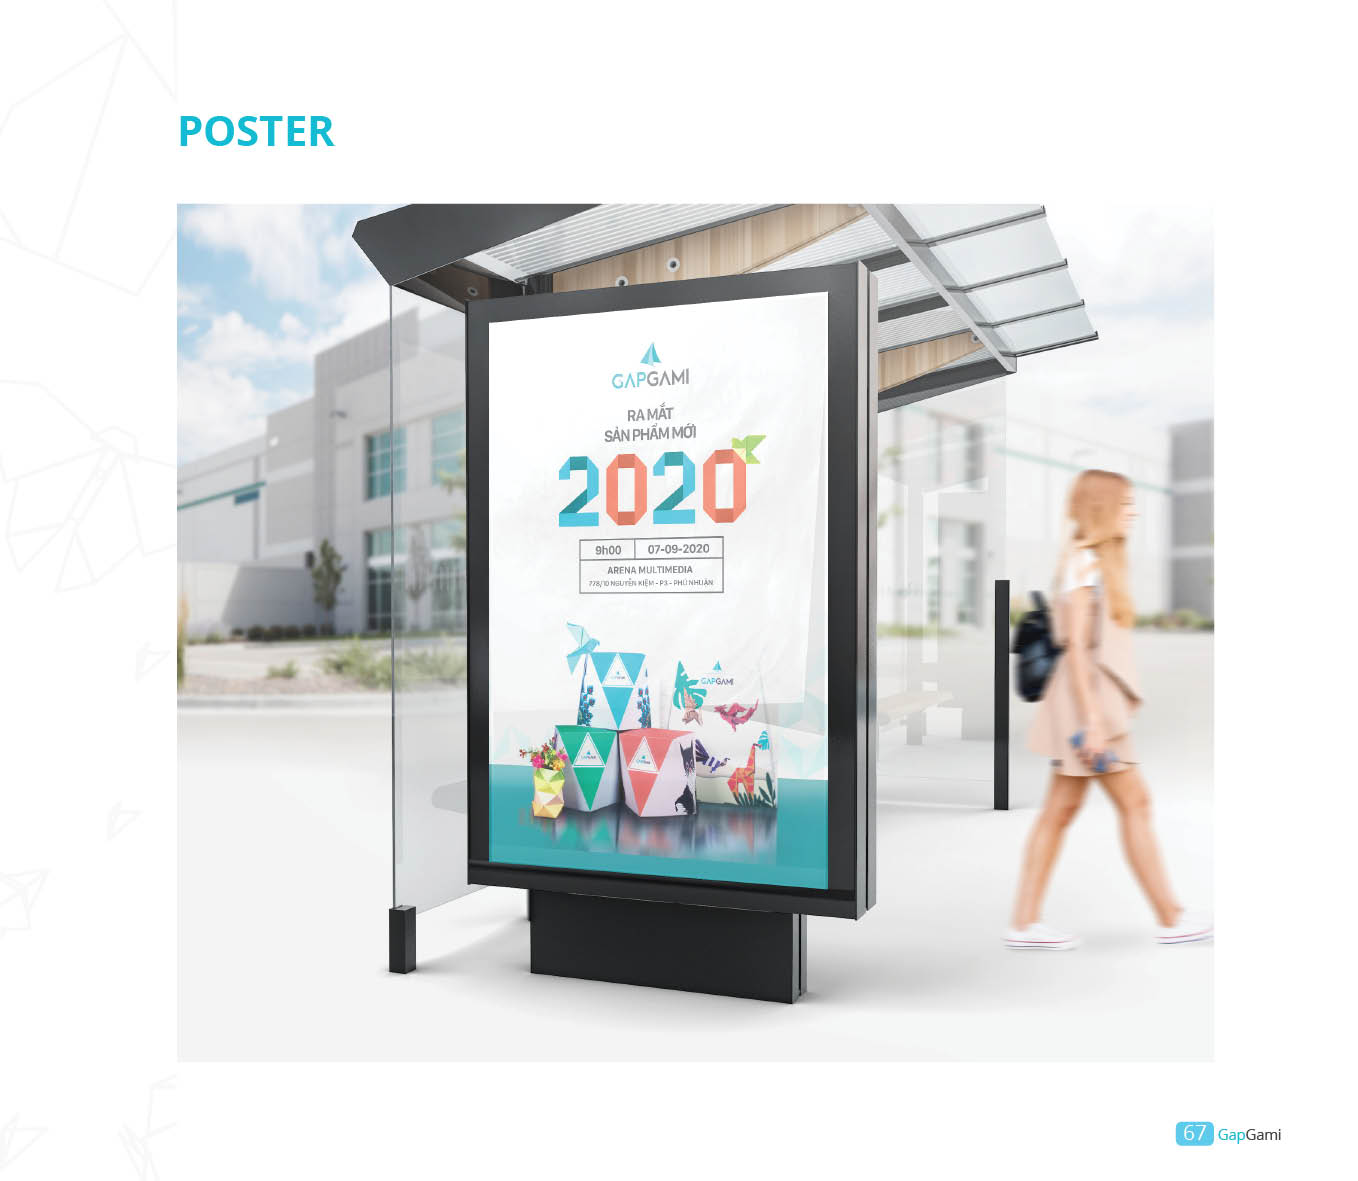 POSTER
GAPGAMI
RA MẮT
SẢN PHẨM MỚI
2020
9h00 07-09-2020
ARENA MULTIMEDIA
778/10 NGUYỄN KIỆM - P3 - PHÚ NHUẬN
GAPGAMI
67 GapGami